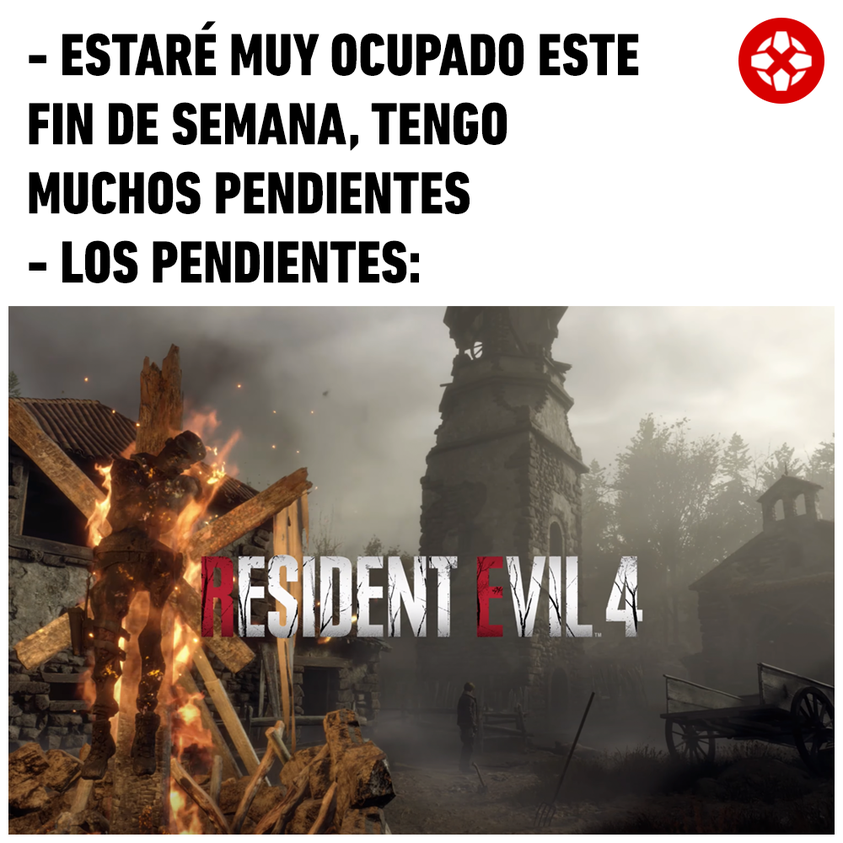 - ESTARÉ MUY OCUPADO ESTE
FIN DE SEMANA, TENGO
MUCHOS PENDIENTES
- LOS PENDIENTES:
RESIDENT EVIL 4